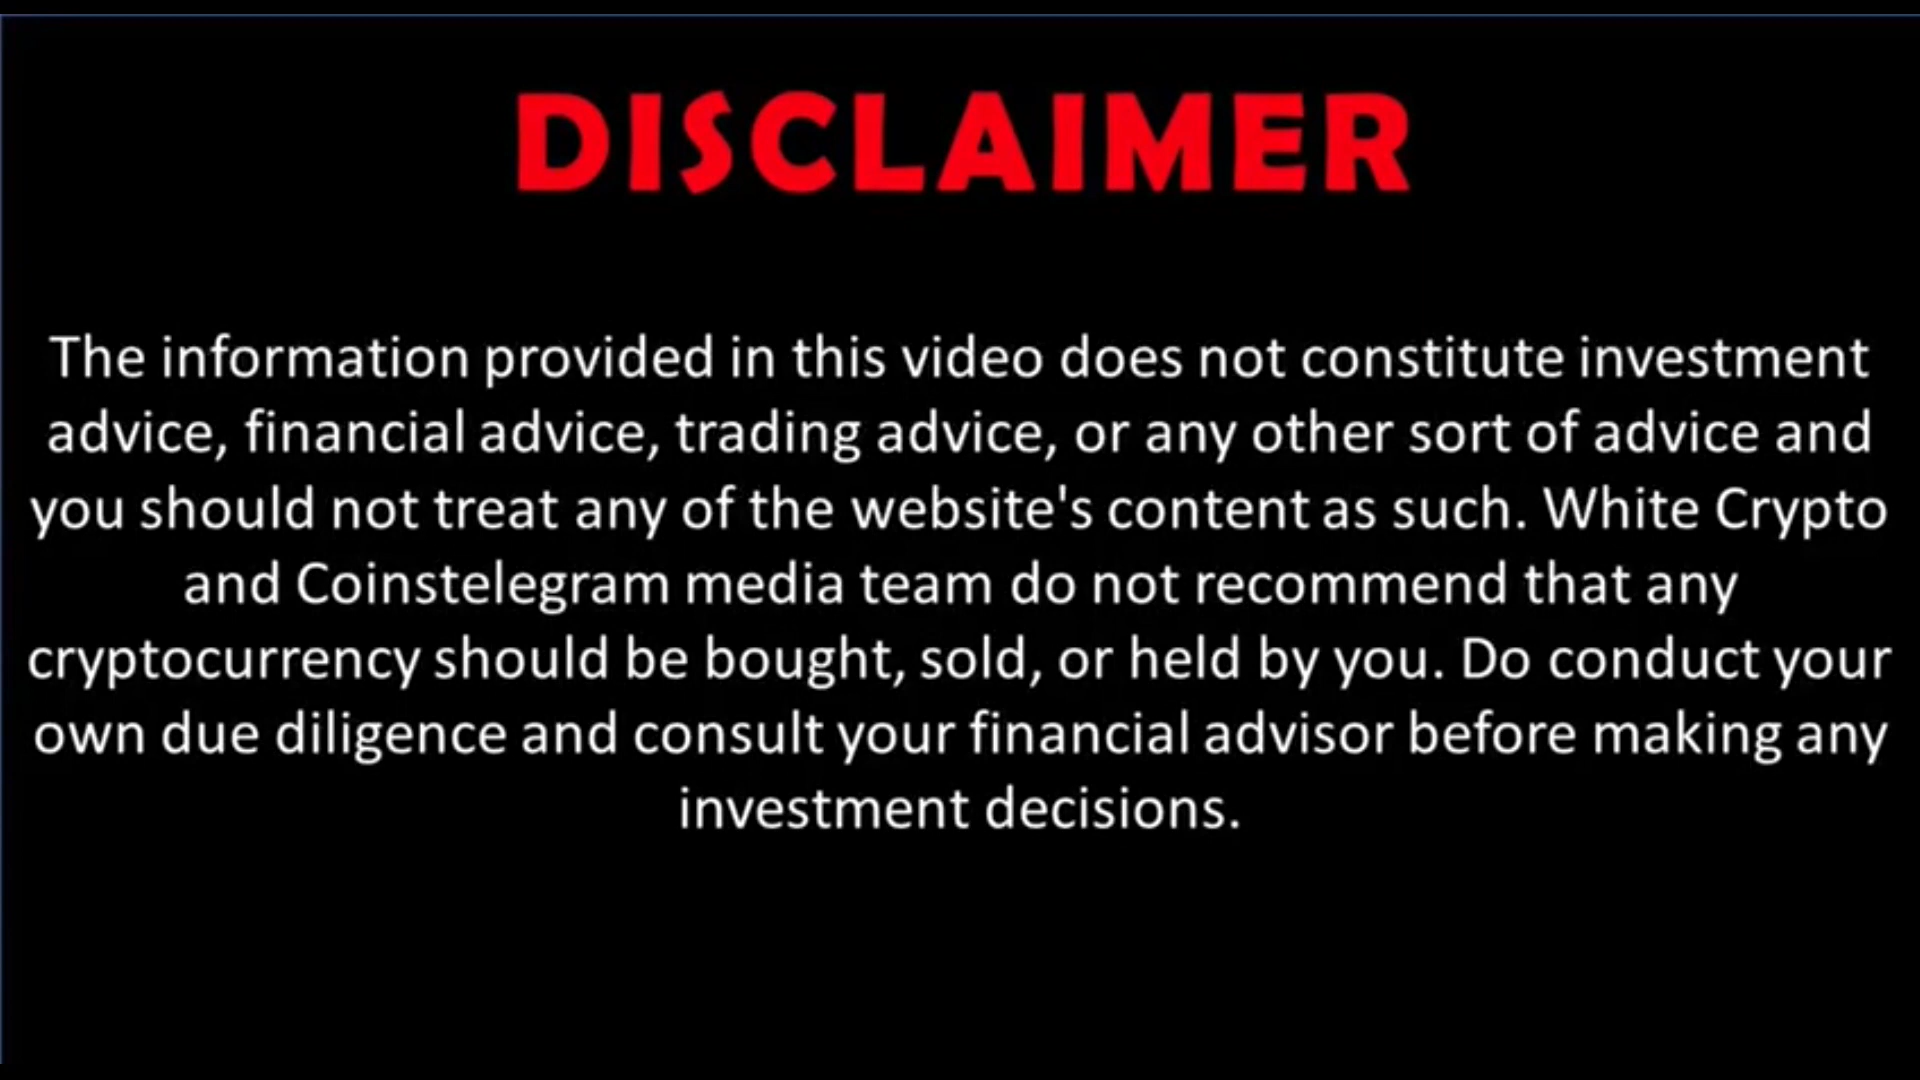 DISCLAIMER
The information provided in this video does not constitute investment
advice, financial advice, trading advice, or any other sort of advice and
you should not treat any of the website's content as such. White Crypto
and Coinstelegram media team do not recommend that any
cryptocurrency should be bought, sold, or held by you. Do conduct your
own due diligence and consult your financial advisor before making any
investment decisions.